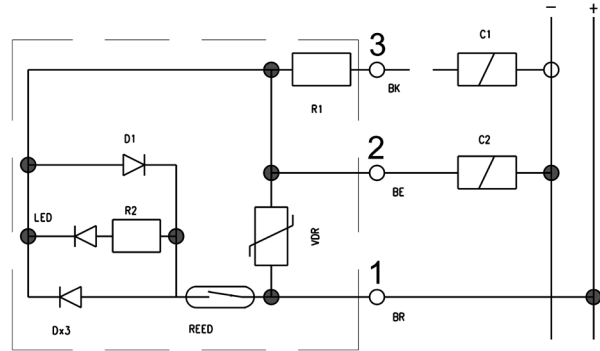 − +
3 C1
BK
R1
D1
2 C2
BE
LED R2
VDR
1
BR
Dx3 REED